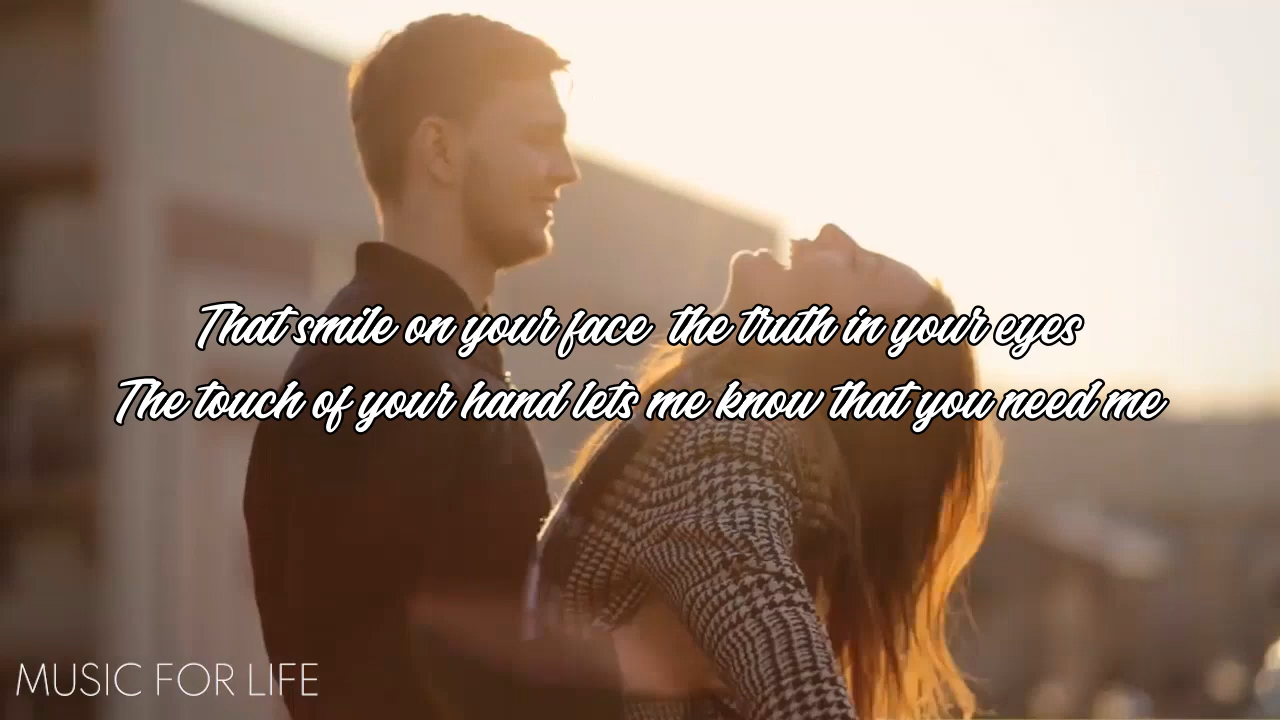 That smile on your face  the truth in your eyes
The touch of your hand lets me know that you need me
MUSIC FOR LIFE